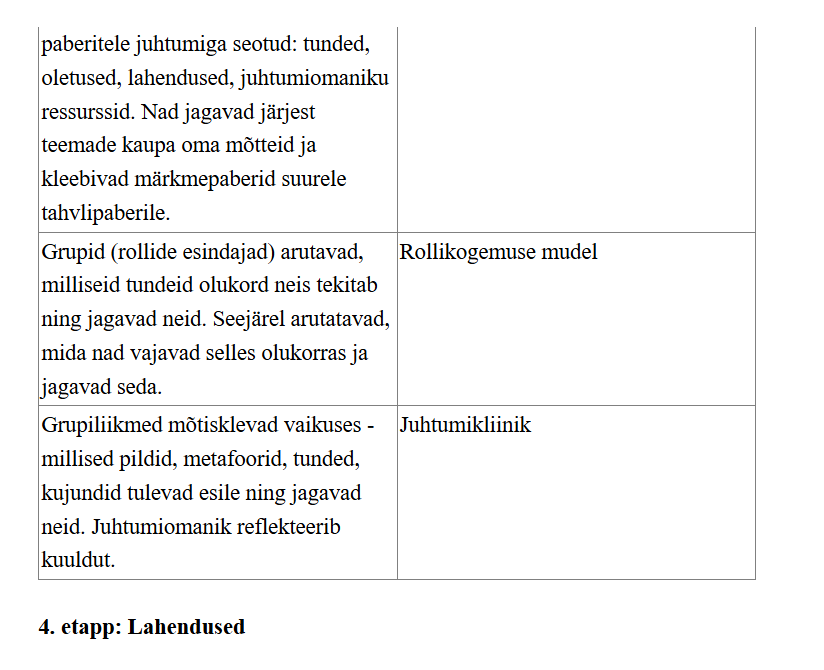 paberitele juhtumiga seotud: tunded,
oletused, lahendused, juhtumiomaniku
ressurssid. Nad jagavad järjest
teemade kaupa oma mõtteid ja
kleebivad märkmepaberid suurele
tahvlipaberile.
Grupid (rollide esindajad) arutavad,
milliseid tundeid olukord neis tekitab
ning jagavad neid. Seejärel arutatavad,
mida nad vajavad selles olukorras ja
jagavad seda.
Rollikogemuse mudel
Grupiliikmed mõtisklevad vaikuses -
millised pildid, metafoorid, tunded,
kujundid tulevad esile ning jagavad
neid. Juhtumiomanik reflekteerib
kuuldut.
Juhtumikliinik
4. etapp: Lahendused